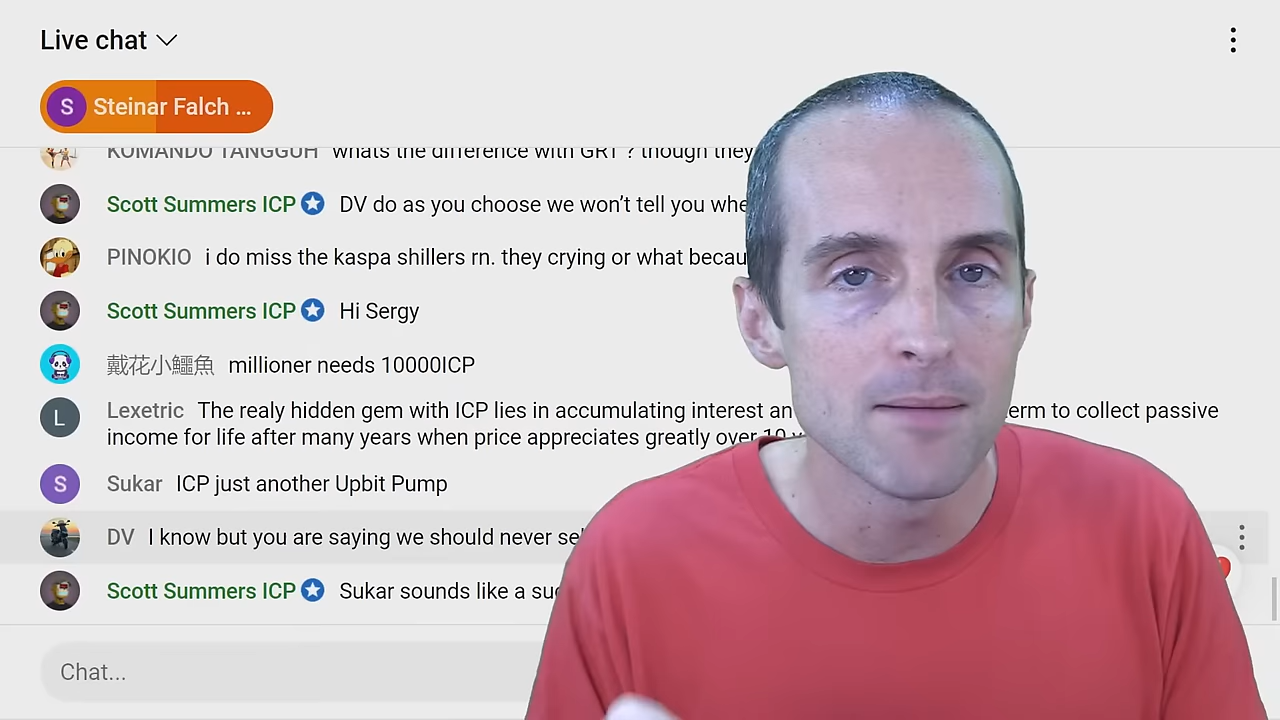 Live chat
S Steinar Falch ...
KOMANDO TANGGUH whats the difference with GRT ? though they
Scott Summers ICP DV do as you choose we won’t tell you whe
PINOKIO i do miss the kaspa shillers rn. they crying or what becau
Scott Summers ICP Hi Sergy
戴花小鱷魚 millioner needs 10000ICP
L Lexetric The realy hidden gem with ICP lies in accumulating interest an erm to collect passive
income for life after many years when price appreciates greatly over 10
S Sukar ICP just another Upbit Pump
DV I know but you are saying we should never se
Scott Summers ICP Sukar sounds like a su
Chat...